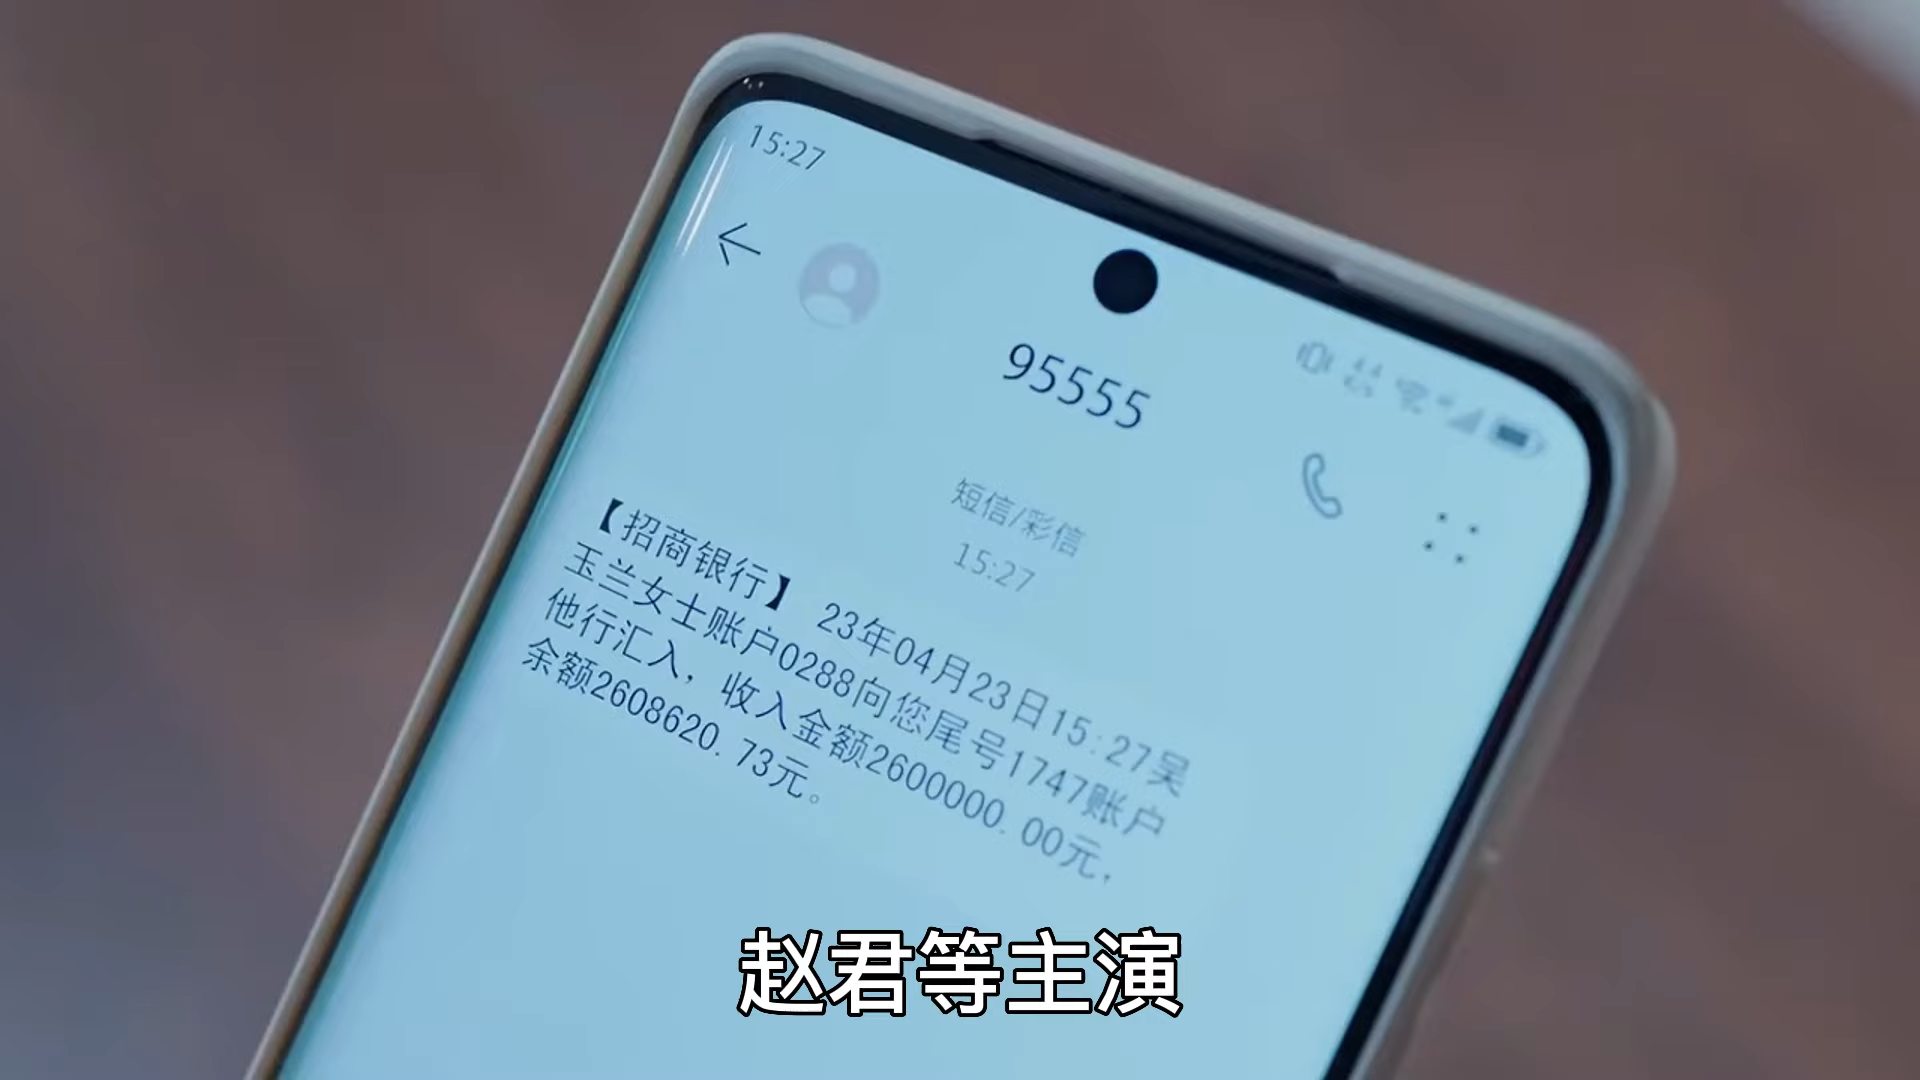 15:27
95555
短信/彩信
15:27
【招商银行】 23年04月23日15:27吴
玉兰女士账户0288向您尾号1747账户
他行汇入，收入金额2600000.00元，
余额2608620.73元。
赵君等主演